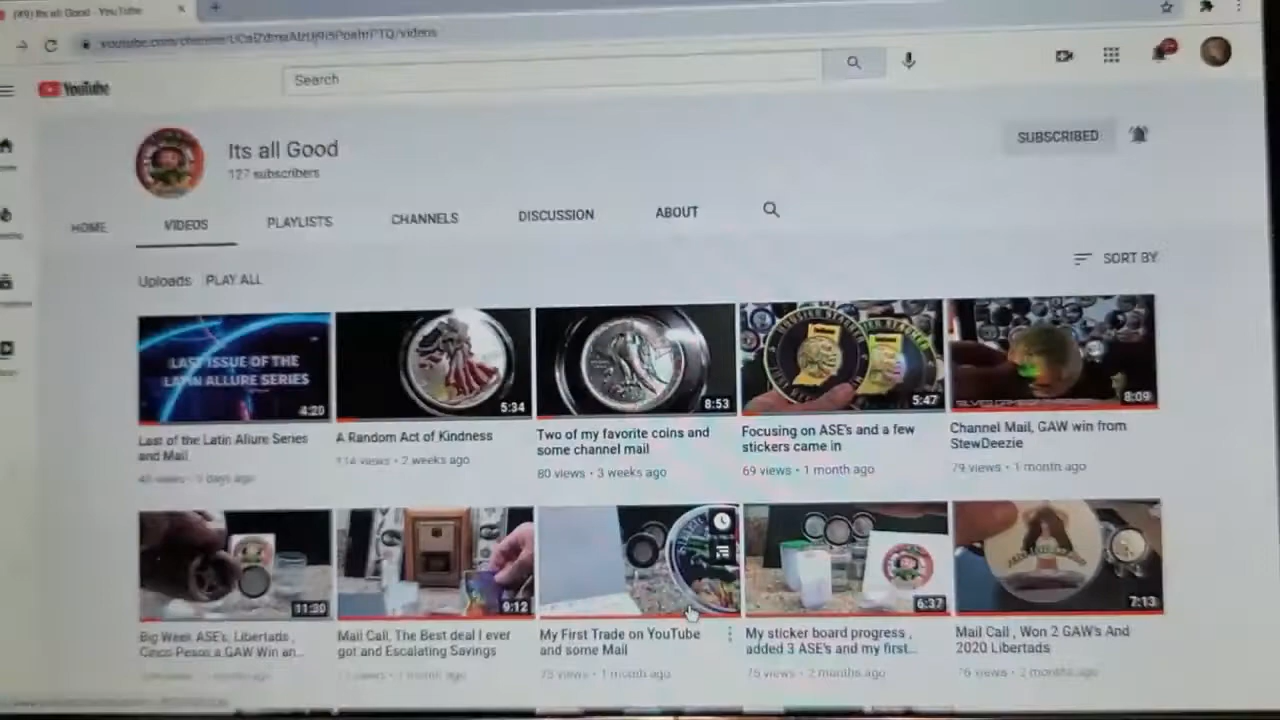 (49) Its all Good - YouTube
Search
YouTube
Its all Good
127 subscribers
SUBSCRIBED
HOME
VIDEOS
PLAYLISTS
CHANNELS
DISCUSSION
ABOUT
Uploads
PLAY ALL
SORT BY
LAST ISSUE OF THE
LATIN ALLURE SERIES
4:20
5:34
8:53
5:47
8:09
Last of the Latin Allure Series
and Mail
A Random Act of Kindness
114 views • 2 weeks ago
Two of my favorite coins and
some channel mail
80 views • 3 weeks ago
Focusing on ASE's and a few
stickers came in
69 views • 1 month ago
Channel Mail, GAW win from
StewDeezie
79 views • 1 month ago
11:30
9:12
6:37
7:13
Big Week ASE's, Libertads ,
Cinco Pesos a GAW Win an...
Mail Call, The Best deal I ever
got and Escalating Savings
My First Trade on YouTube
and some Mail
75 views • 1 month ago
My sticker board progress ,
added 3 ASE's and my first...
75 views • 2 months ago
Mail Call , Won 2 GAW's And
2020 Libertads
76 views • 2 months ago